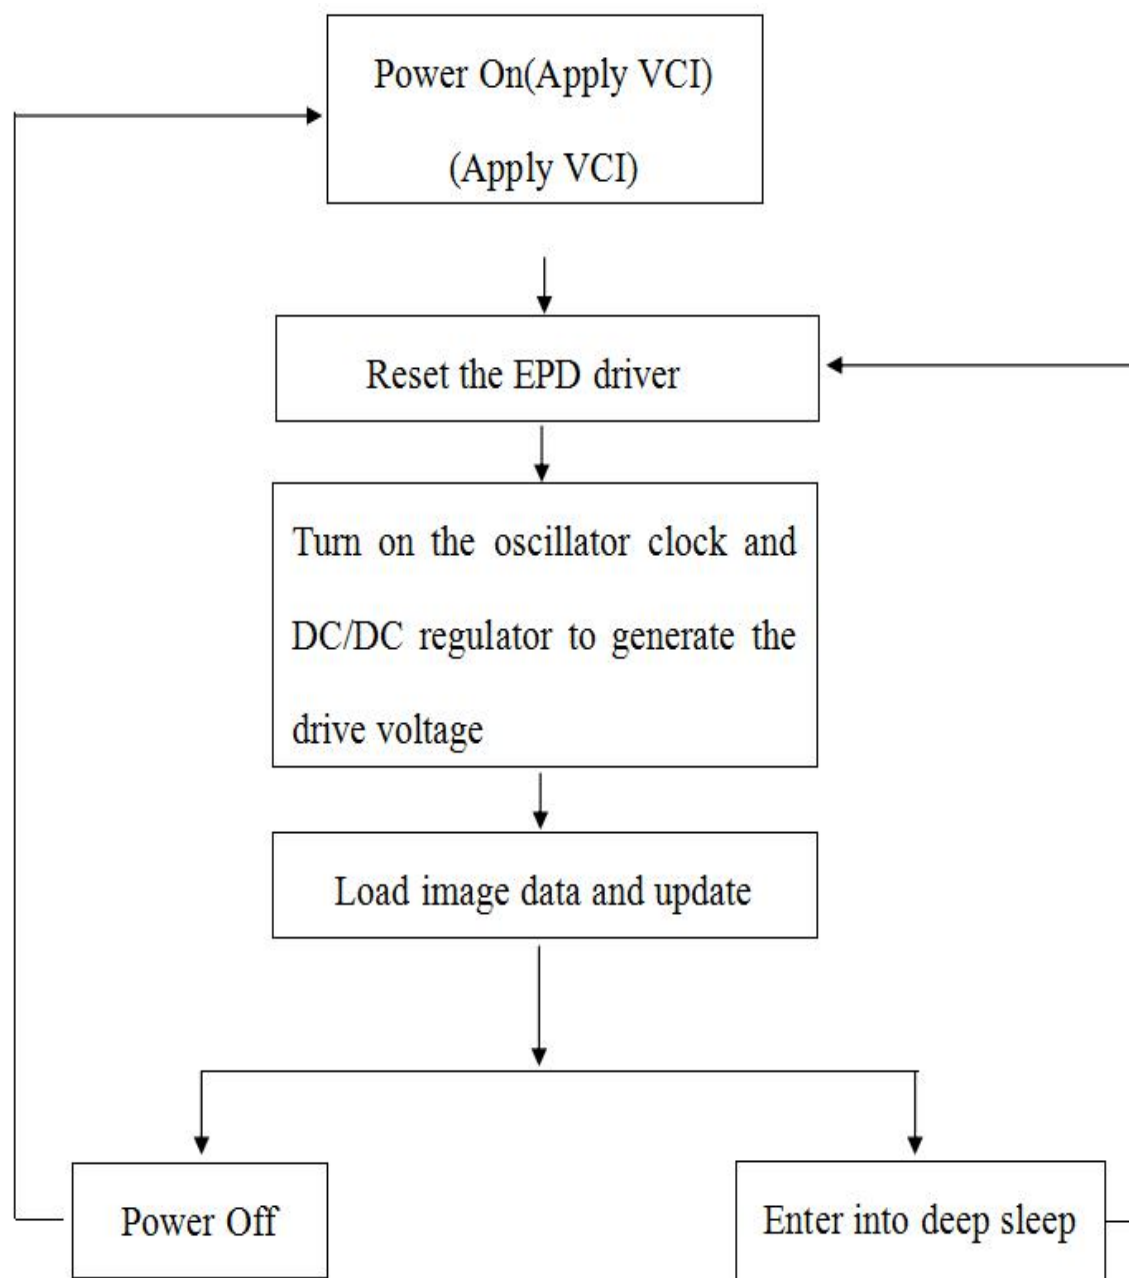 Power On(Apply VCI)
(Apply VCI)
Reset the EPD driver
Turn on the oscillator clock and
DC/DC regulator to generate the
drive voltage
Load image data and update
Power Off
Enter into deep sleep